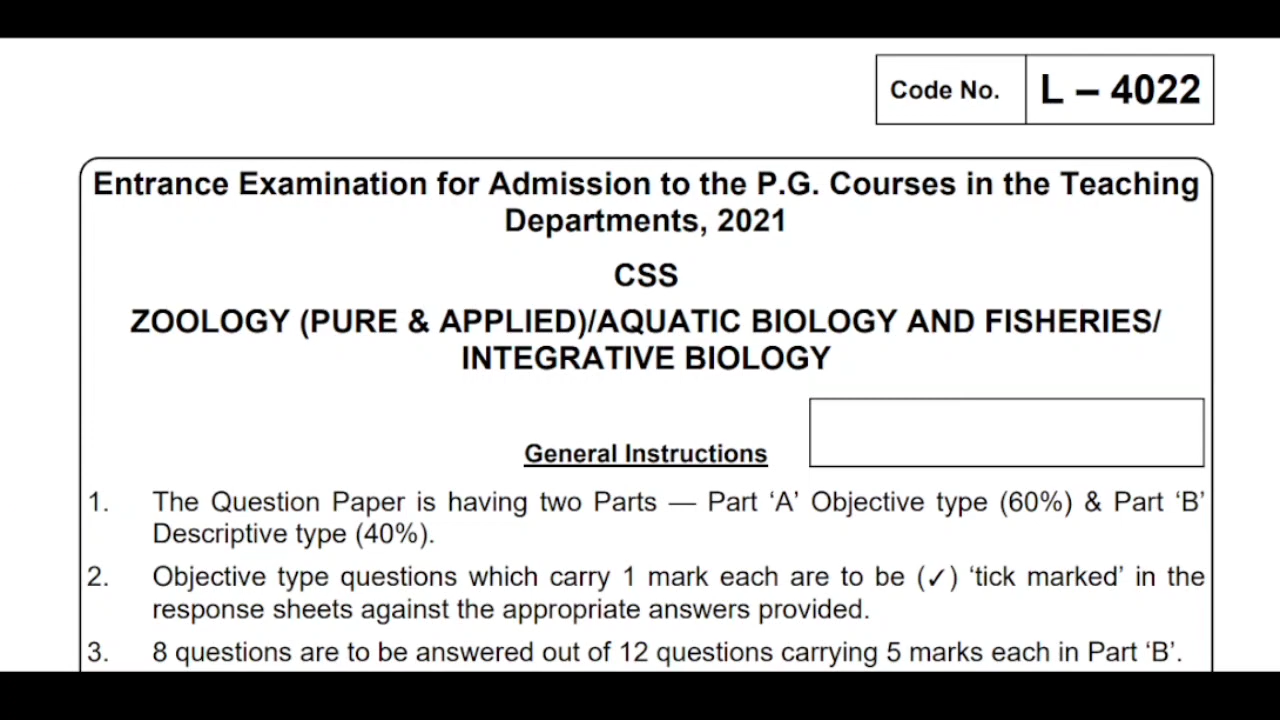 Code No. L – 4022
Entrance Examination for Admission to the P.G. Courses in the Teaching
Departments, 2021
CSS
ZOOLOGY (PURE & APPLIED)/AQUATIC BIOLOGY AND FISHERIES/
INTEGRATIVE BIOLOGY
General Instructions
1. The Question Paper is having two Parts — Part ‘A’ Objective type (60%) & Part ‘B’
Descriptive type (40%).
2. Objective type questions which carry 1 mark each are to be (✓) ‘tick marked’ in the
response sheets against the appropriate answers provided.
3. 8 questions are to be answered out of 12 questions carrying 5 marks each in Part ‘B’.